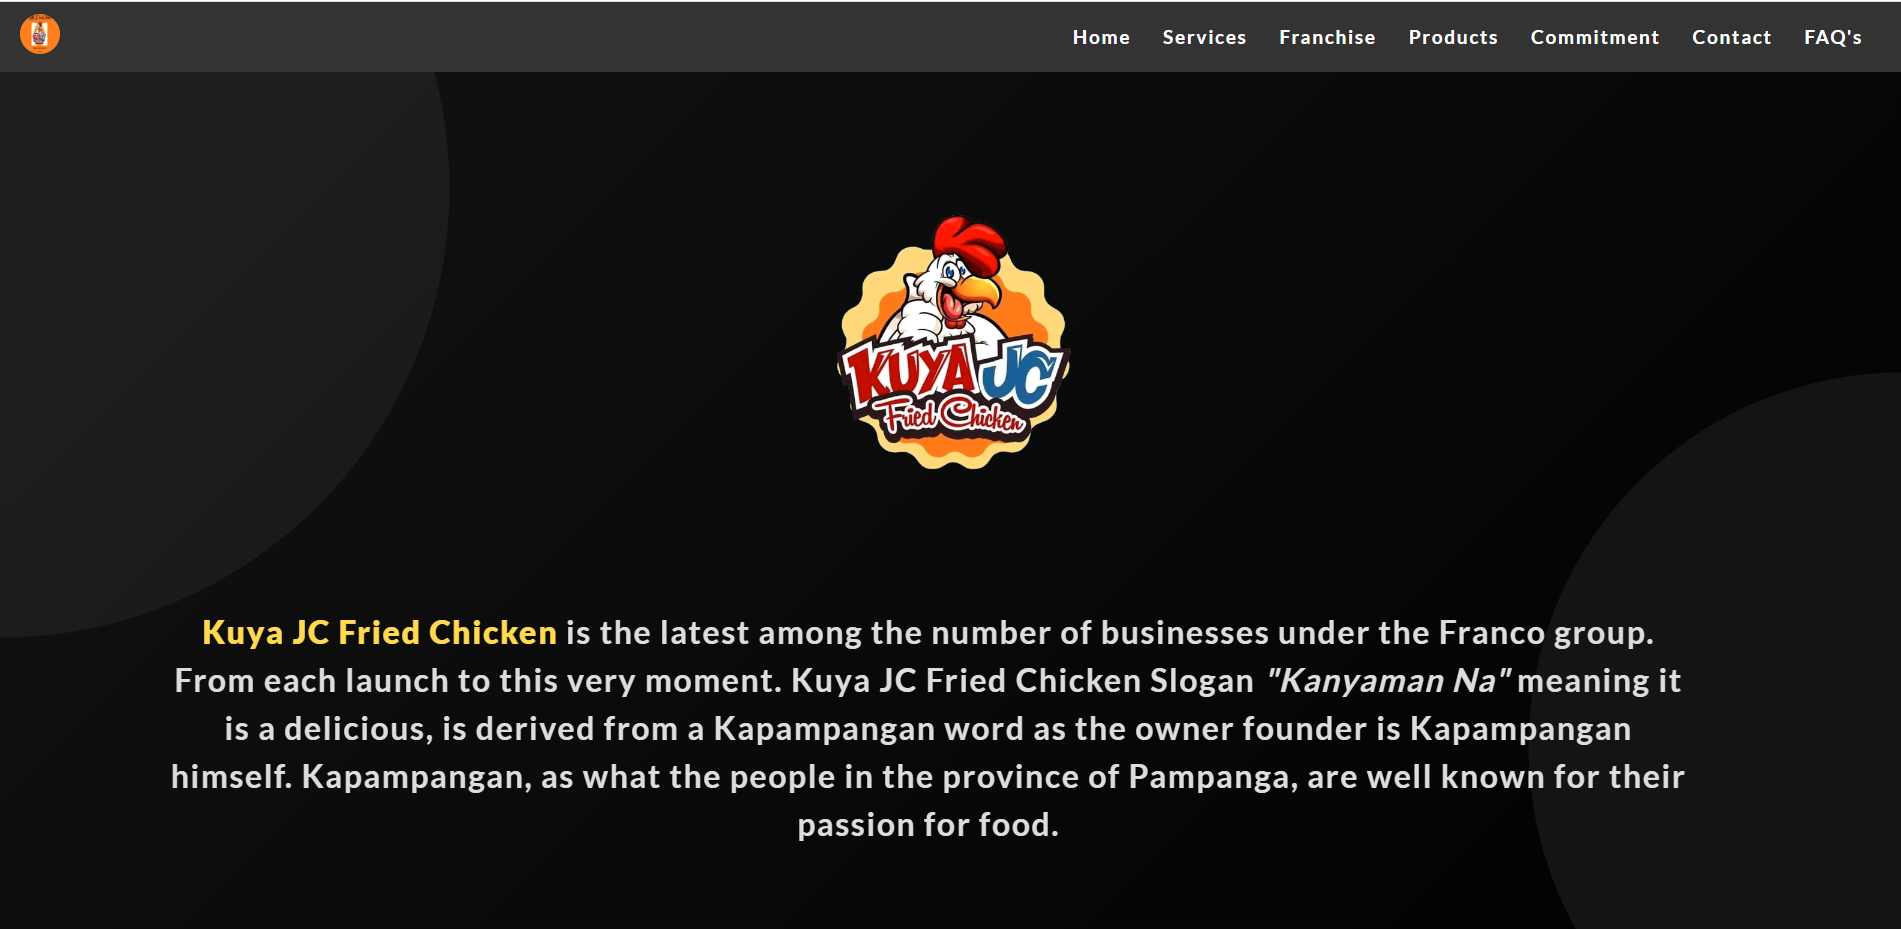 Home Services Franchise Products Commitment Contact FAQ's
KUYA JC
Fried Chicken
Kuya JC Fried Chicken is the latest among the number of businesses under the Franco group.
From each launch to this very moment. Kuya JC Fried Chicken Slogan "Kanyaman Na" meaning it
is a delicious, is derived from a Kapampangan word as the owner founder is Kapampangan
himself. Kapampangan, as what the people in the province of Pampanga, are well known for their
passion for food.